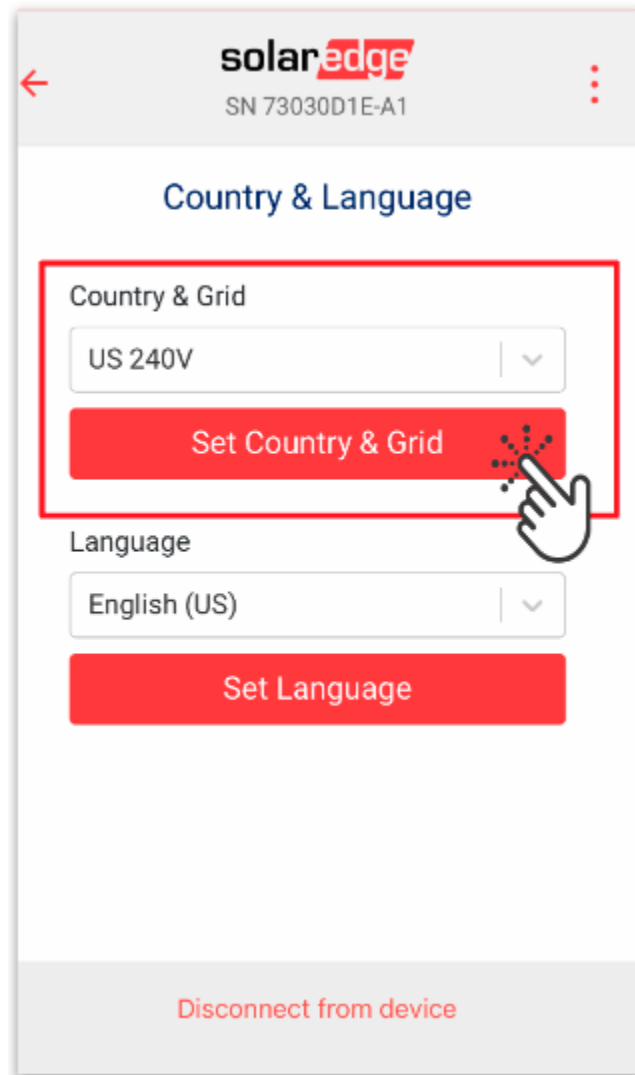 solaredge
SN 73030D1E-A1
Country & Language
Country & Grid
US 240V
Set Country & Grid
Language
English (US)
Set Language
Disconnect from device